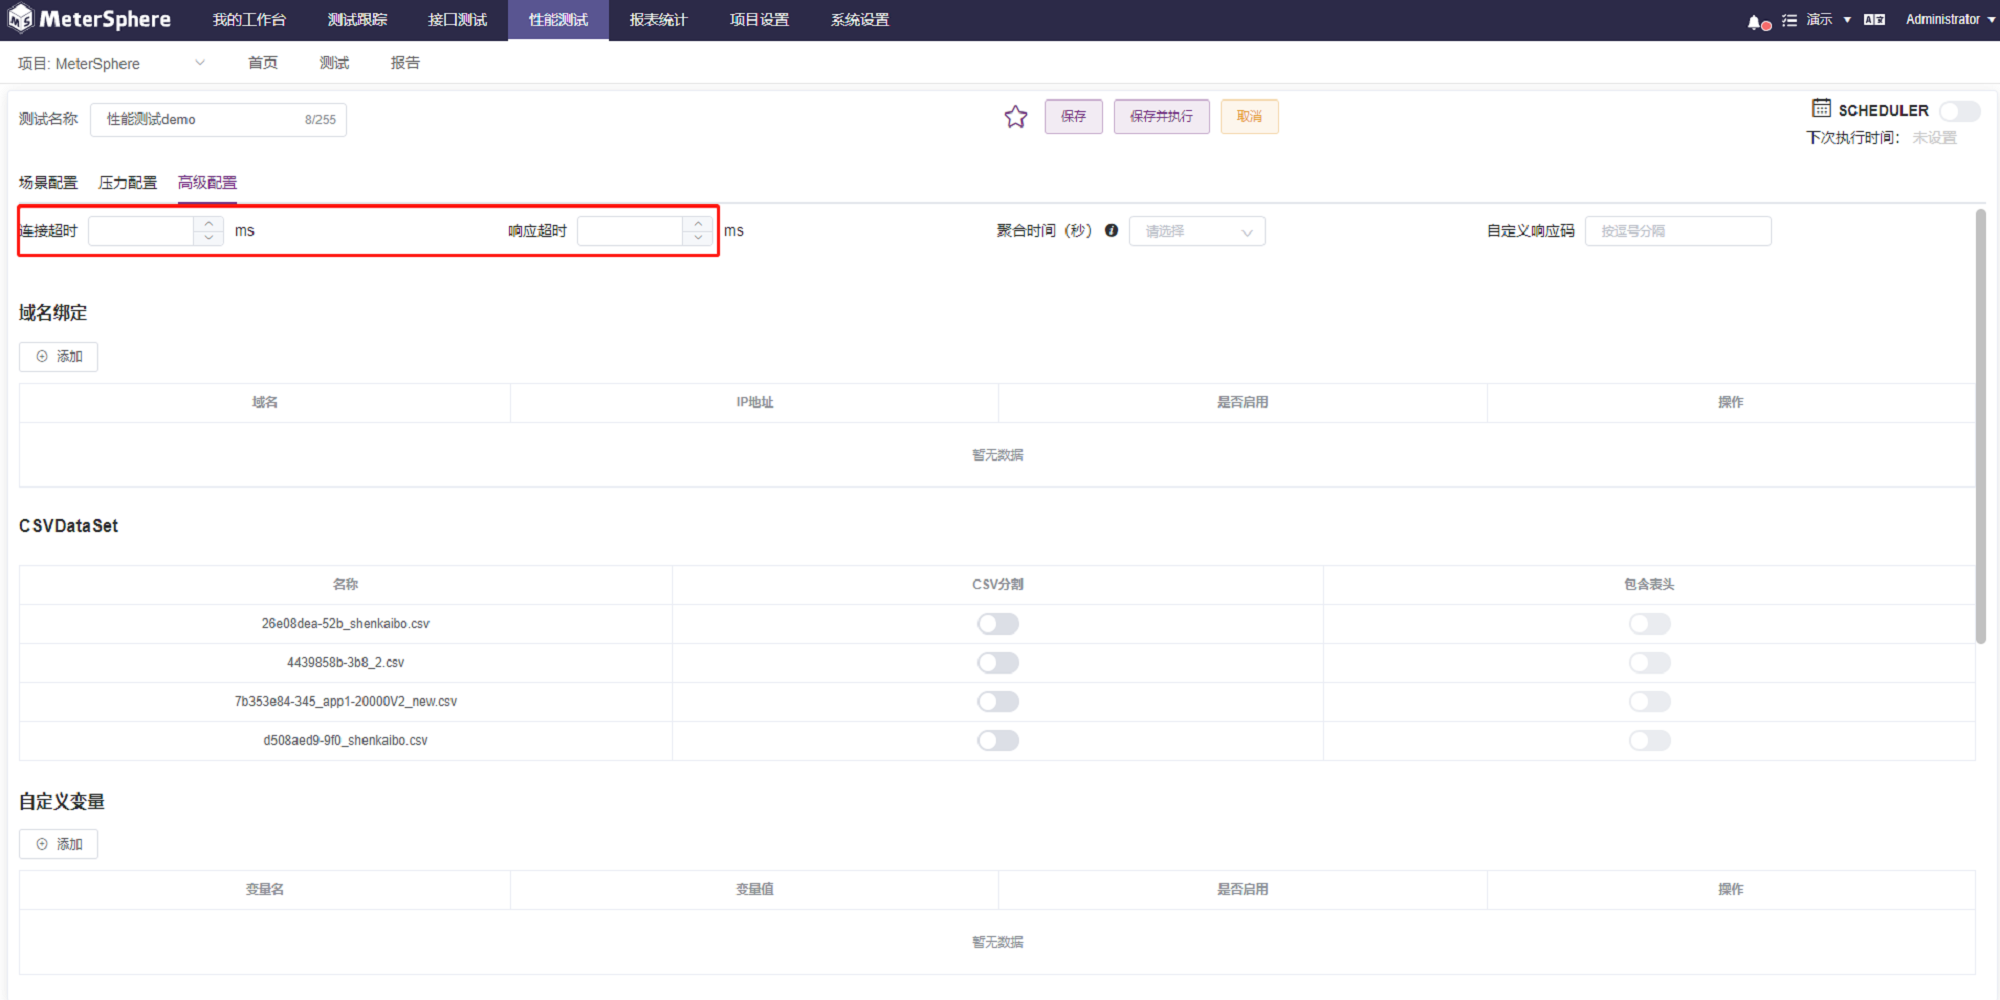 MeterSphere 我的工作台 测试跟踪 接口测试 性能测试 报表统计 项目设置 系统设置 演示 Administrator
项目: MeterSphere 首页 测试 报告
测试名称 性能测试demo 8/255 保存 保存并执行 取消 SCHEDULER
下次执行时间： 未设置
场景配置 压力配置 高级配置
连接超时 ms 响应超时 ms 聚合时间（秒） 请选择 自定义响应码 按逗号分隔
域名绑定
添加
域名 IP地址 是否启用 操作
暂无数据
CSVDataSet
名称 CSV分割 包含表头
26e08dea-52b_shenkaibo.csv
4439858b-3b8_2.csv
7b353e84-345_app1-20000V2_new.csv
d508aed9-9f0_shenkaibo.csv
自定义变量
添加
变量名 变量值 是否启用 操作
暂无数据